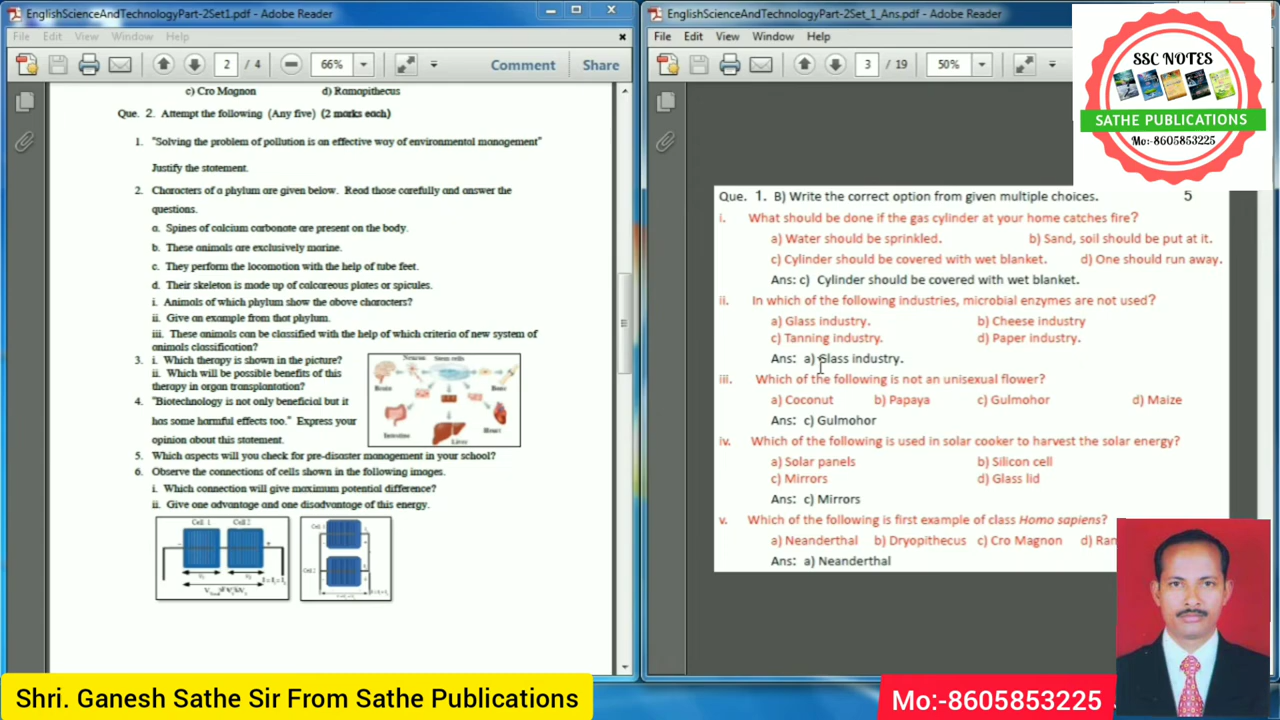 EnglishScienceAndTechnologyPart-2Set1.pdf - Adobe Reader
File Edit View Window Help
2 / 4 66% Comment Share
c) Cro Magnon d) Ramopithecus
Que. 2. Attempt the following (Any five) (2 marks each)
1. "Solving the problem of pollution is an effective way of environmental management"
Justify the statement.
2. Characters of a phylum are given below. Read those carefully and answer the
questions.
a. Spines of calcium carbonate are present on the body.
b. These animals are exclusively marine.
c. They perform the locomotion with the help of tube feet.
d. Their skeleton is made up of calcareous plates or spicules.
i. Animals of which phylum show the above characters?
ii. Give an example from that phylum.
iii. These animals can be classified with the help of which criteria of new system of
animals classification?
3. i. Which therapy is shown in the picture?
ii. Which will be possible benefits of this
therapy in organ transplantation?
Neuron Stem cells
Brain Bone
Intestine Liver Heart
4. "Biotechnology is not only beneficial but it
has some harmful effects too." Express your
opinion about this statement.
5. Which aspects will you check for pre-disaster management in your school?
6. Observe the connections of cells shown in the following images.
i. Which connection will give maximum potential difference?
ii. Give one advantage and one disadvantage of this energy.
Cell. 1 Cell 2
EnglishScienceAndTechnologyPart-2Set_1_Ans.pdf - Adobe Reader
File Edit View Window Help
3 / 19 50%
SSC NOTES
SATHE PUBLICATIONS
Mo:-8605853225
Que. 1. B) Write the correct option from given multiple choices. 5
i. What should be done if the gas cylinder at your home catches fire?
a) Water should be sprinkled. b) Sand, soil should be put at it.
c) Cylinder should be covered with wet blanket. d) One should run away.
Ans: c) Cylinder should be covered with wet blanket.
ii. In which of the following industries, microbial enzymes are not used?
a) Glass industry. b) Cheese industry
c) Tanning industry. d) Paper industry.
Ans: a) Glass industry.
iii. Which of the following is not an unisexual flower?
a) Coconut b) Papaya c) Gulmohor d) Maize
Ans: c) Gulmohor
iv. Which of the following is used in solar cooker to harvest the solar energy?
a) Solar panels b) Silicon cell
c) Mirrors d) Glass lid
Ans: c) Mirrors
v. Which of the following is first example of class Homo sapiens?
a) Neanderthal b) Dryopithecus c) Cro Magnon d)
Ans: a) Neanderthal
Shri. Ganesh Sathe Sir From Sathe Publications
Mo:-8605853225